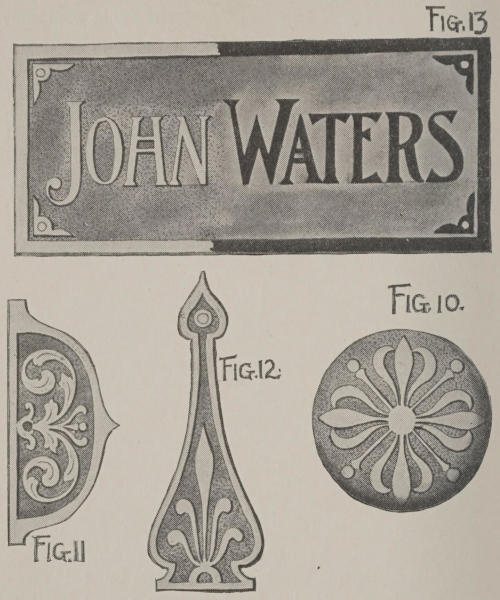 FIG. 13
JOHN WATERS
FIG. 10.
FIG. 12.
FIG. 11